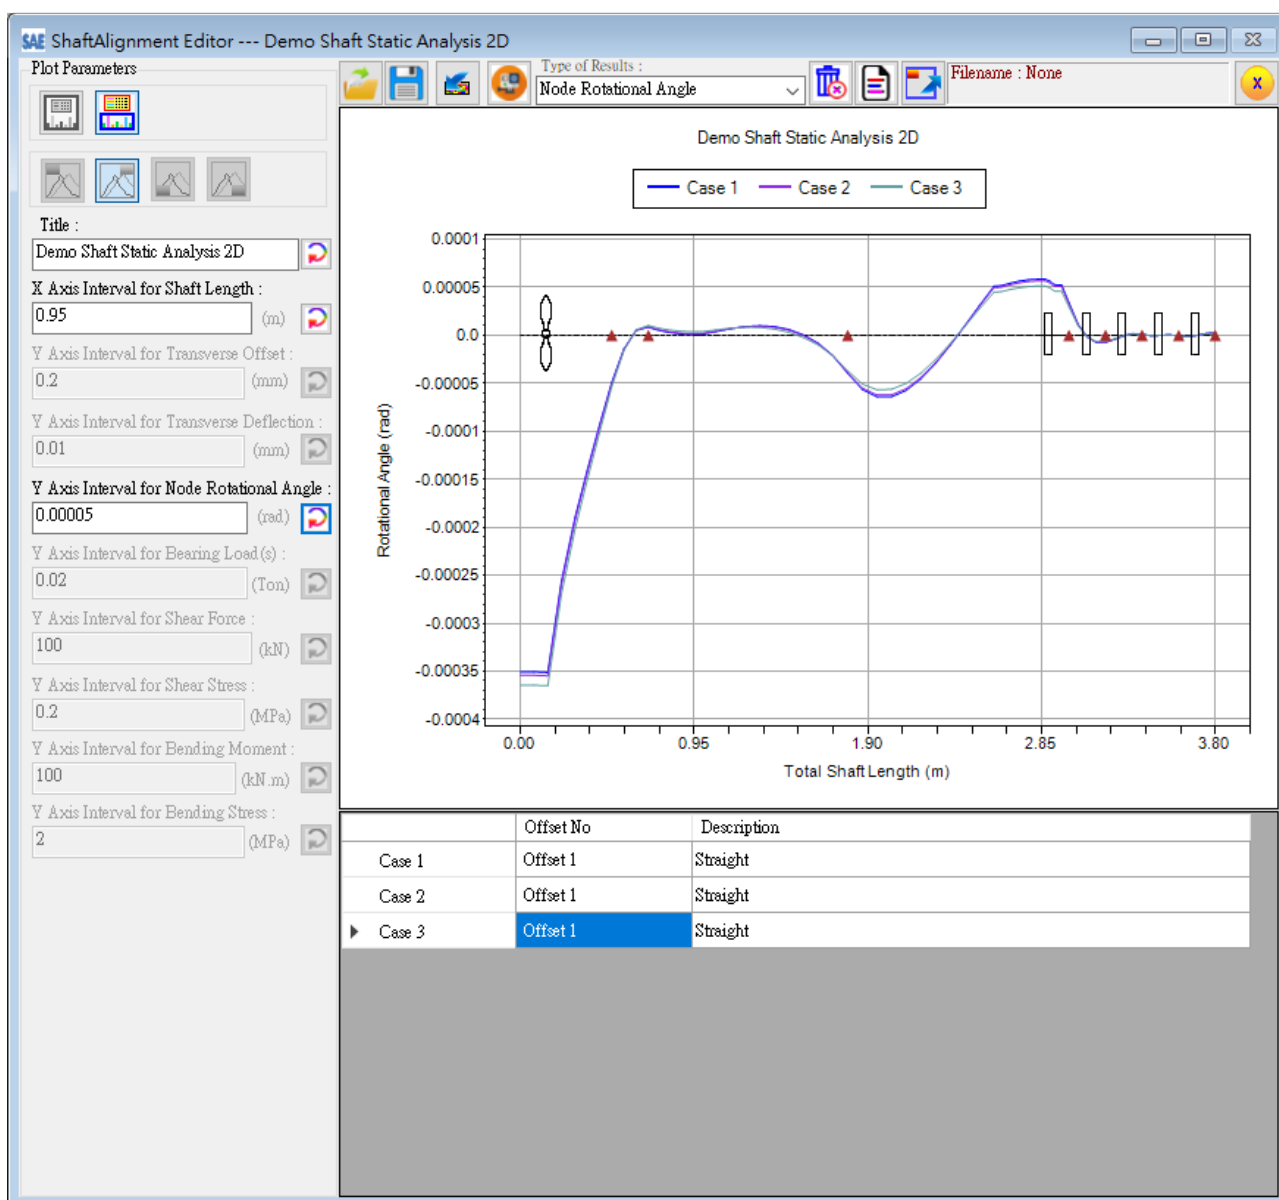 SAE ShaftAlignment Editor --- Demo Shaft Static Analysis 2D
Plot Parameters
Type of Results :
Node Rotational Angle
Filename : None
X
Title :
Demo Shaft Static Analysis 2D
X Axis Interval for Shaft Length :
0.95 (m)
Y Axis Interval for Transverse Offset :
0.2 (mm)
Y Axis Interval for Transverse Deflection :
0.01 (mm)
Y Axis Interval for Node Rotational Angle :
0.00005 (rad)
Y Axis Interval for Bearing Load(s) :
0.02 (Ton)
Y Axis Interval for Shear Force :
100 (kN)
Y Axis Interval for Shear Stress :
0.2 (MPa)
Y Axis Interval for Bending Moment :
100 (kN.m)
Y Axis Interval for Bending Stress :
2 (MPa)
Demo Shaft Static Analysis 2D
Case 1 Case 2 Case 3
0.0001
0.00005
0.0
-0.00005
-0.0001
-0.00015
-0.0002
-0.00025
-0.0003
-0.00035
-0.0004
Rotational Angle (rad)
0.00 0.95 1.90 2.85 3.80
Total Shaft Length (m)
Offset No Description
Case 1 Offset 1 Straight
Case 2 Offset 1 Straight
Case 3 Offset 1 Straight